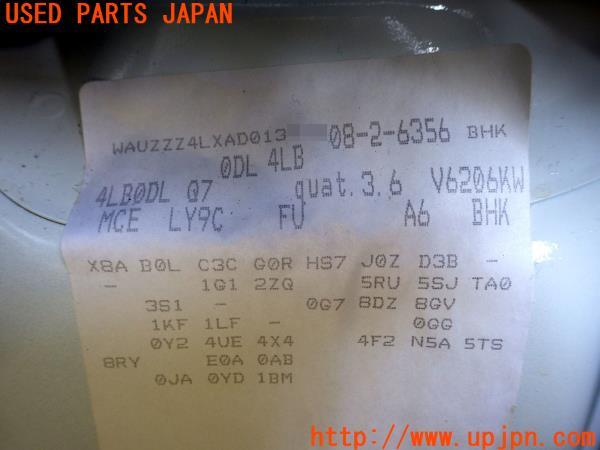 USED PARTS JAPAN
WAUZZZ4LXAD013 08-2-6356 BHK
0DL 4LB
4LB0DL Q7 quat.3.6 V6206KW
MCE LY9C FU A6 BHK
X8A B0L C3C G0R HS7 J0Z D3B -
- 1G1 2ZQ 5RU 5SJ TA0
3S1 - 0G7 8DZ 8GV
1KF 1LF - 0GG
0Y2 4UE 4X4 4F2 N5A 5TS
8RY E0A 0AB
0JA 0YD 1BM
http://www.upjpn.com/